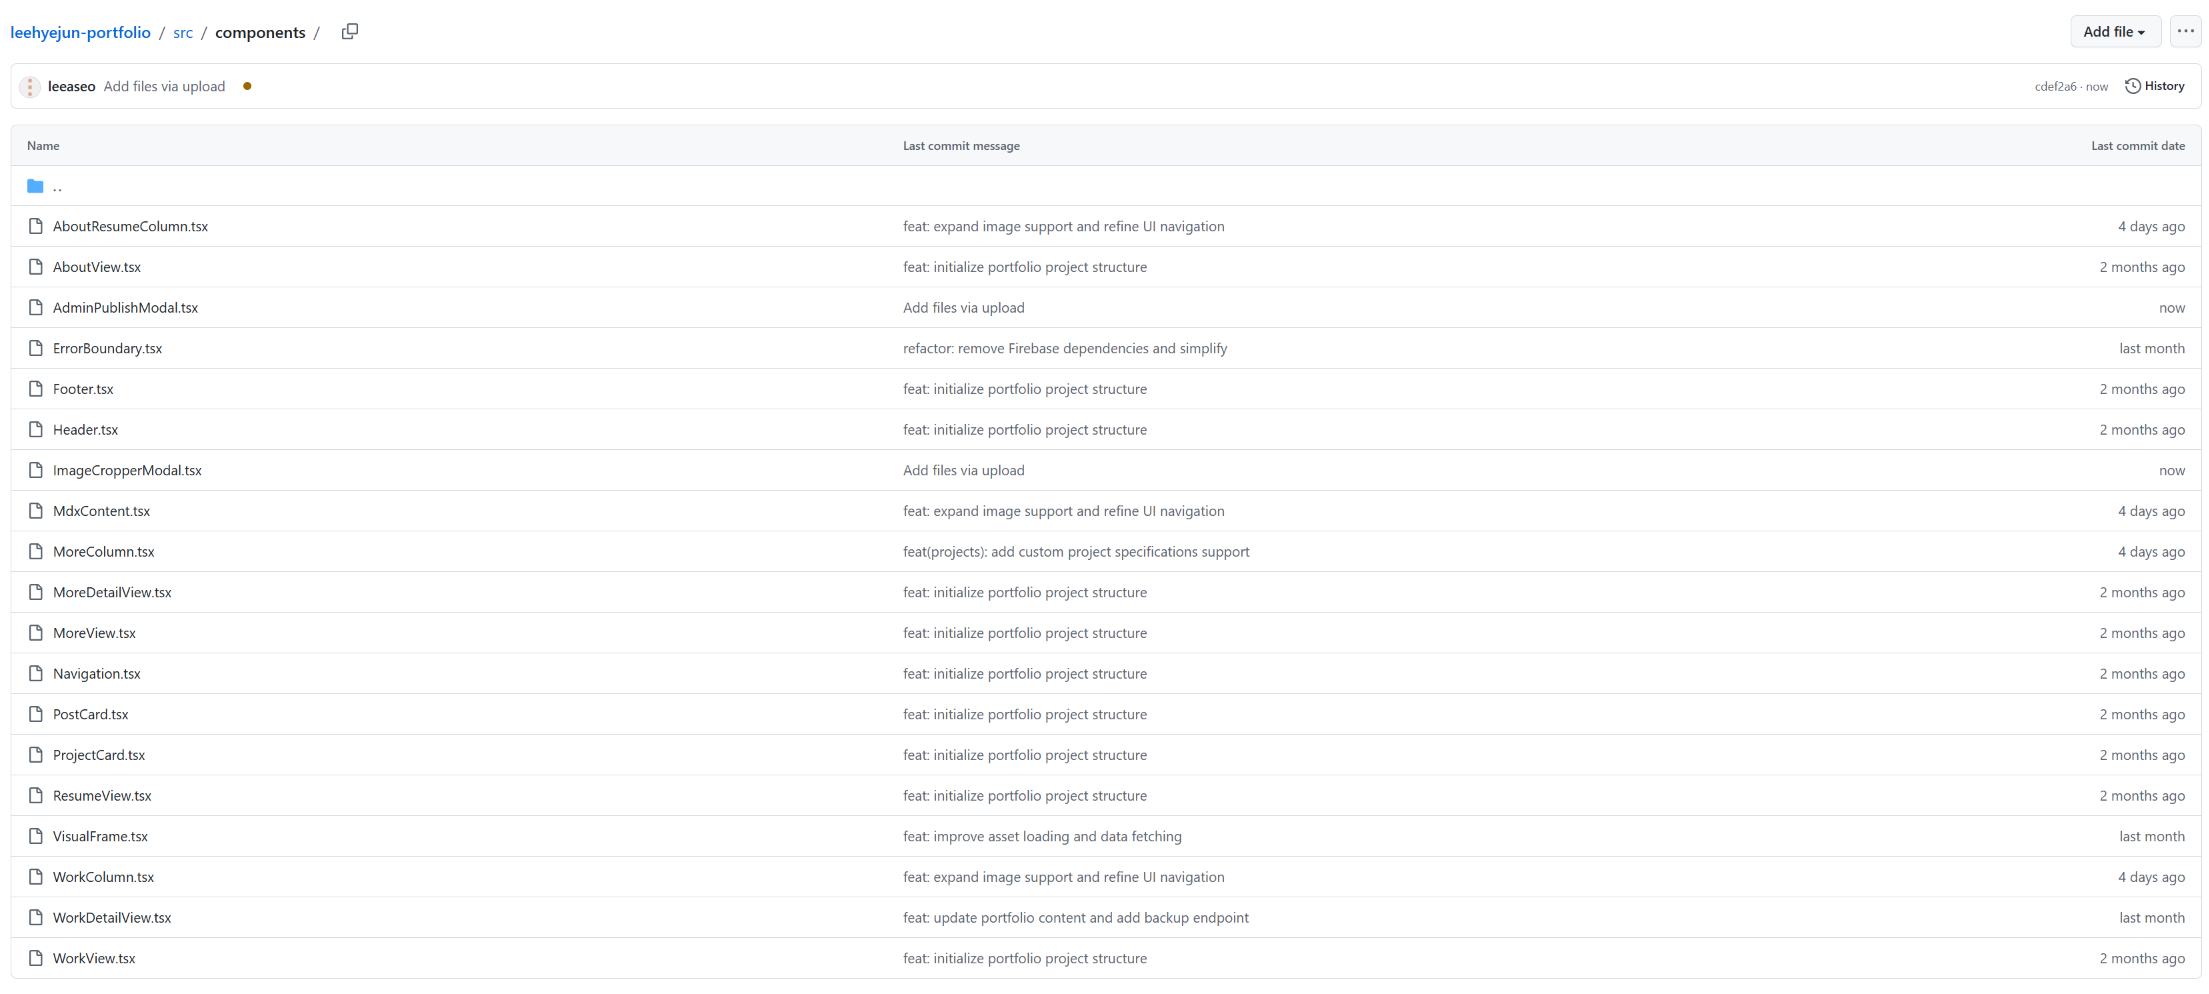 leehyejun-portfolio / src / components /
Add file
leeaseo Add files via upload
cdef2a6 · now History
Name Last commit message Last commit date
..
AboutResumeColumn.tsx feat: expand image support and refine UI navigation 4 days ago
AboutView.tsx feat: initialize portfolio project structure 2 months ago
AdminPublishModal.tsx Add files via upload now
ErrorBoundary.tsx refactor: remove Firebase dependencies and simplify last month
Footer.tsx feat: initialize portfolio project structure 2 months ago
Header.tsx feat: initialize portfolio project structure 2 months ago
ImageCropperModal.tsx Add files via upload now
MdxContent.tsx feat: expand image support and refine UI navigation 4 days ago
MoreColumn.tsx feat(projects): add custom project specifications support 4 days ago
MoreDetailView.tsx feat: initialize portfolio project structure 2 months ago
MoreView.tsx feat: initialize portfolio project structure 2 months ago
Navigation.tsx feat: initialize portfolio project structure 2 months ago
PostCard.tsx feat: initialize portfolio project structure 2 months ago
ProjectCard.tsx feat: initialize portfolio project structure 2 months ago
ResumeView.tsx feat: initialize portfolio project structure 2 months ago
VisualFrame.tsx feat: improve asset loading and data fetching last month
WorkColumn.tsx feat: expand image support and refine UI navigation 4 days ago
WorkDetailView.tsx feat: update portfolio content and add backup endpoint last month
WorkView.tsx feat: initialize portfolio project structure 2 months ago